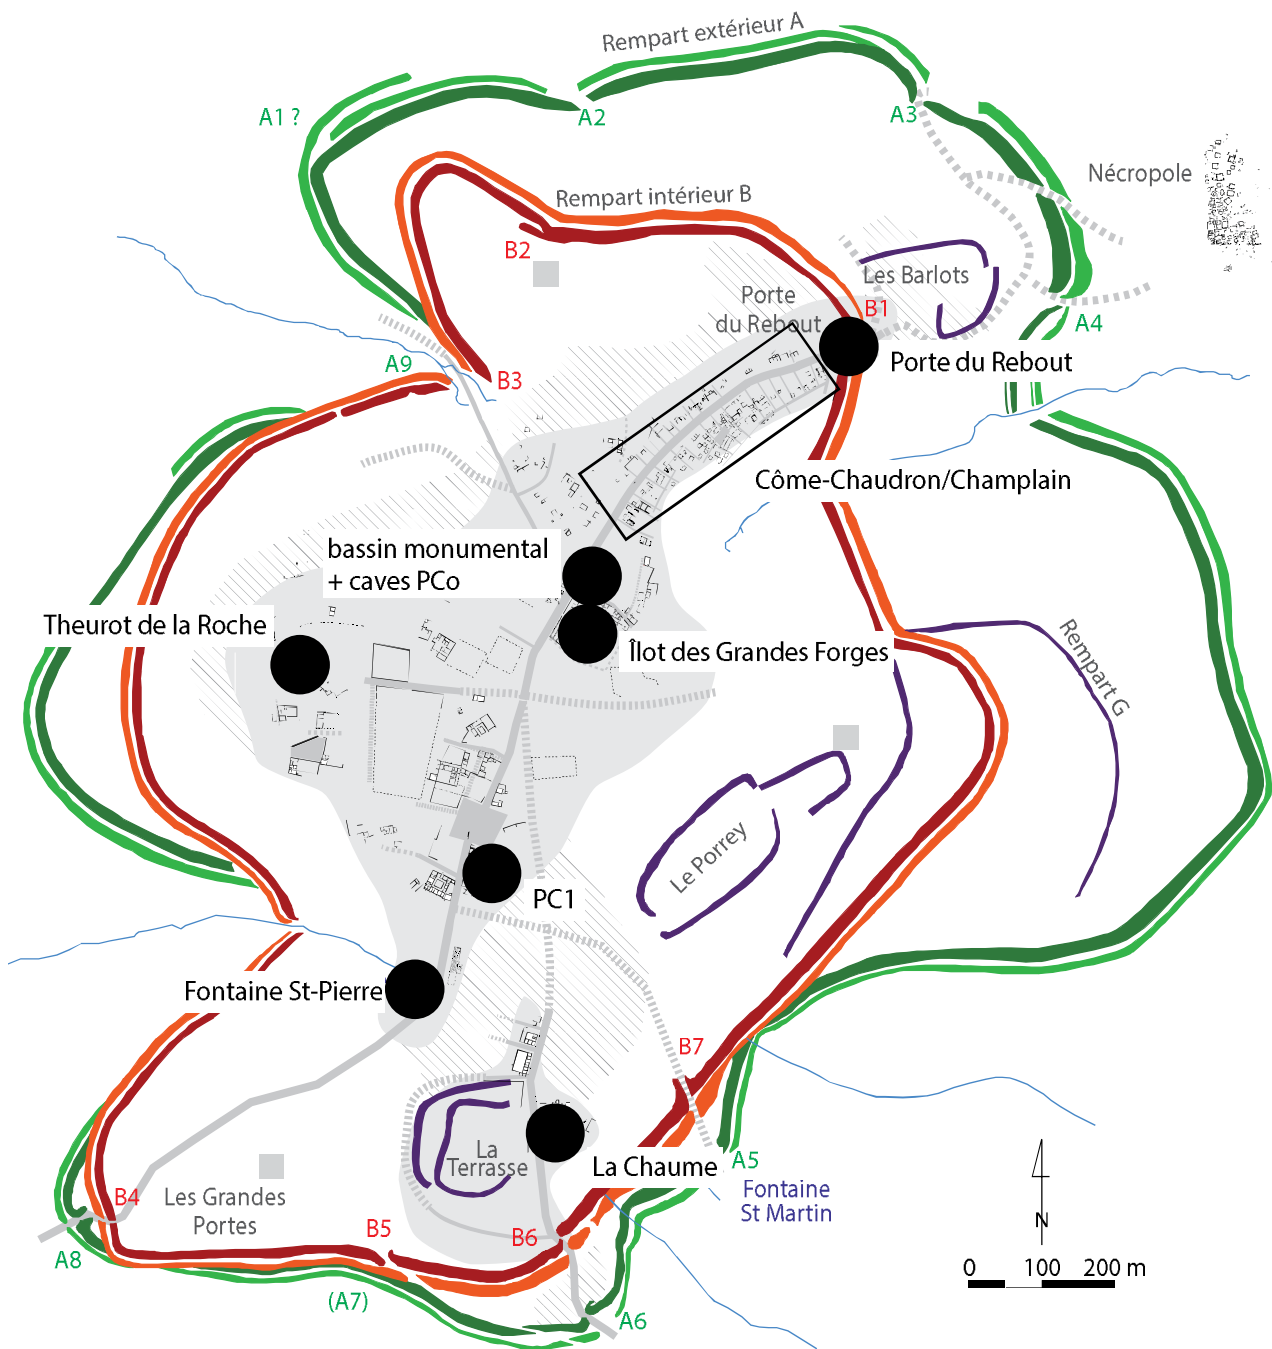 Rempart extérieur A
A1 ?
A2
A3
Nécropole
Rempart intérieur B
B2
Les Barlots
Porte
du Rebout
B1
A4
A9
B3
Porte du Rebout
Côme-Chaudron/Champlain
bassin monumental
+ caves PCo
Theurot de la Roche
Îlot des Grandes Forges
Rempart G
Le Porrey
PC1
Fontaine St-Pierre
B7
La
Terrasse
La Chaume
A5
Fontaine
St Martin
B4
Les Grandes
Portes
B5
B6
A8
(A7)
A6
N
0 100 200 m